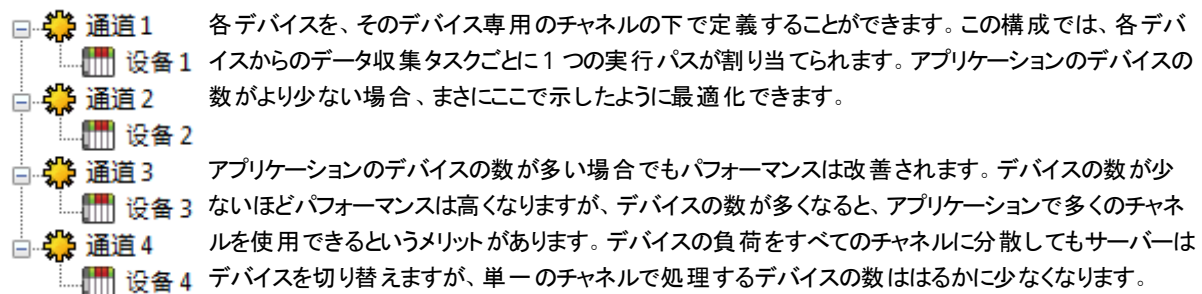 通道1
设备1
通道2
设备2
通道3
设备3
通道4
设备4
各デバイスを、そのデバイス専用のチャネルの下で定義することができます。この構成では、各デバ
イスからのデータ収集タスクごとに 1 つの実行パスが割り当てられます。アプリケーションのデバイスの
数がより少ない場合、まさにここで示したように最適化できます。
アプリケーションのデバイスの数が多い場合でもパフォーマンスは改善されます。デバイスの数が少
ないほどパフォーマンスは高くなりますが、デバイスの数が多くなると、アプリケーションで多くのチャネ
ルを使用できるというメリットがあります。デバイスの負荷をすべてのチャネルに分散してもサーバーは
デバイスを切り替えますが、単一のチャネルで処理するデバイスの数ははるかに少なくなります。